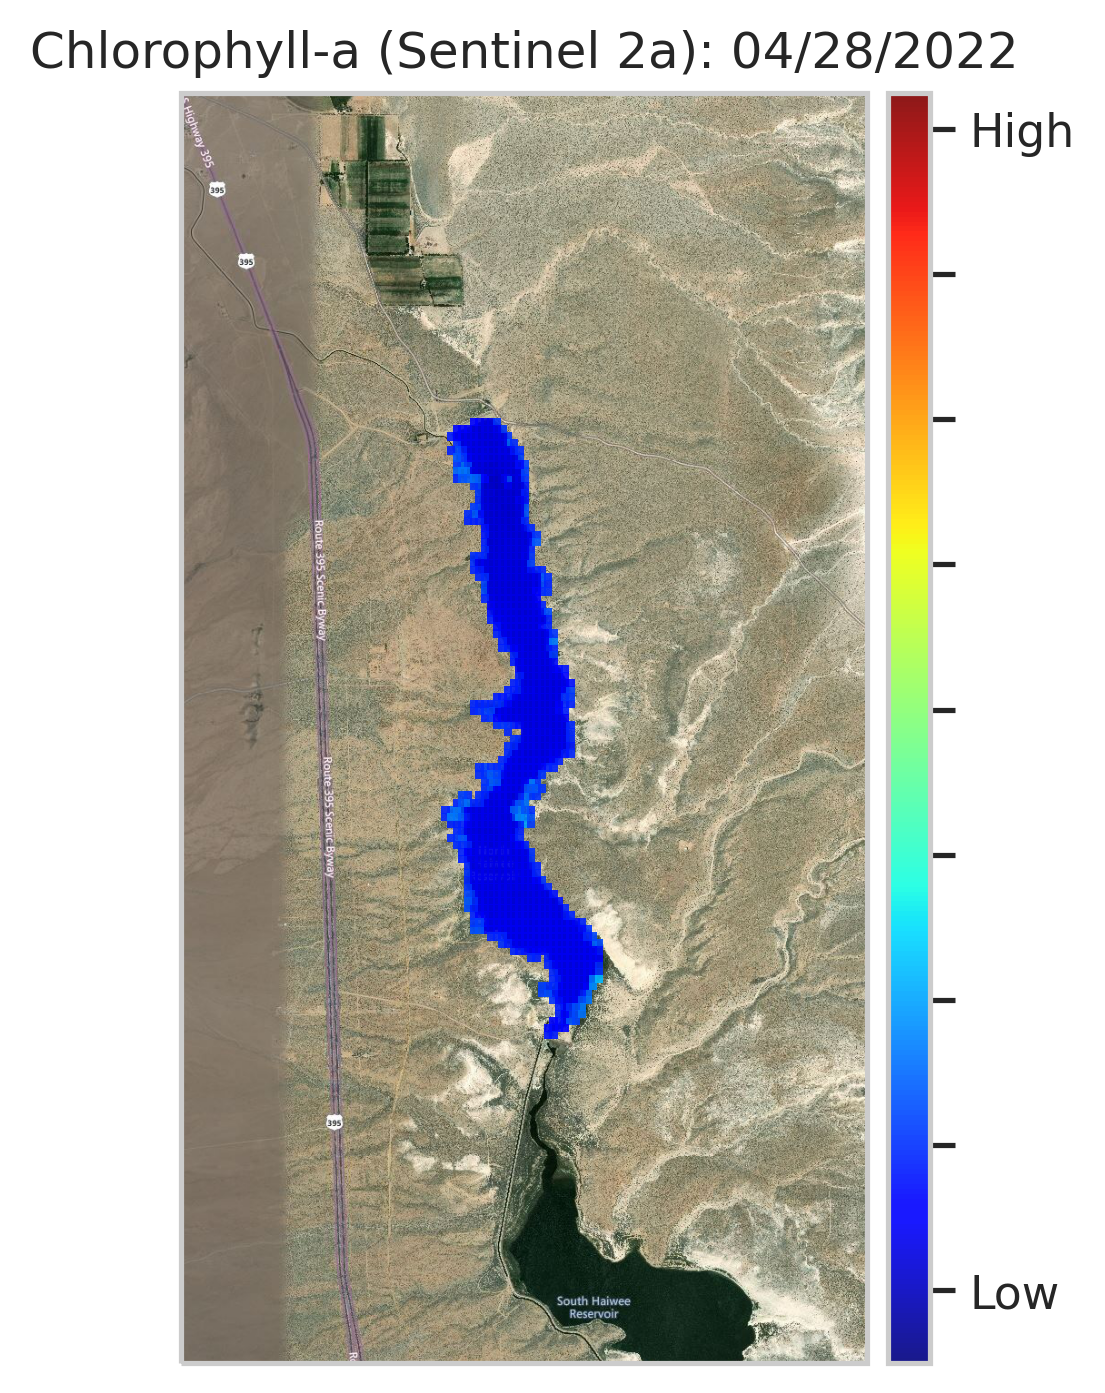 Chlorophyll-a (Sentinel 2a): 04/28/2022
High
S Highway 395
395
395
Route 395 Scenic Byway
Route 395 Scenic Byway
395
Low
South Haiwee
Reservoir